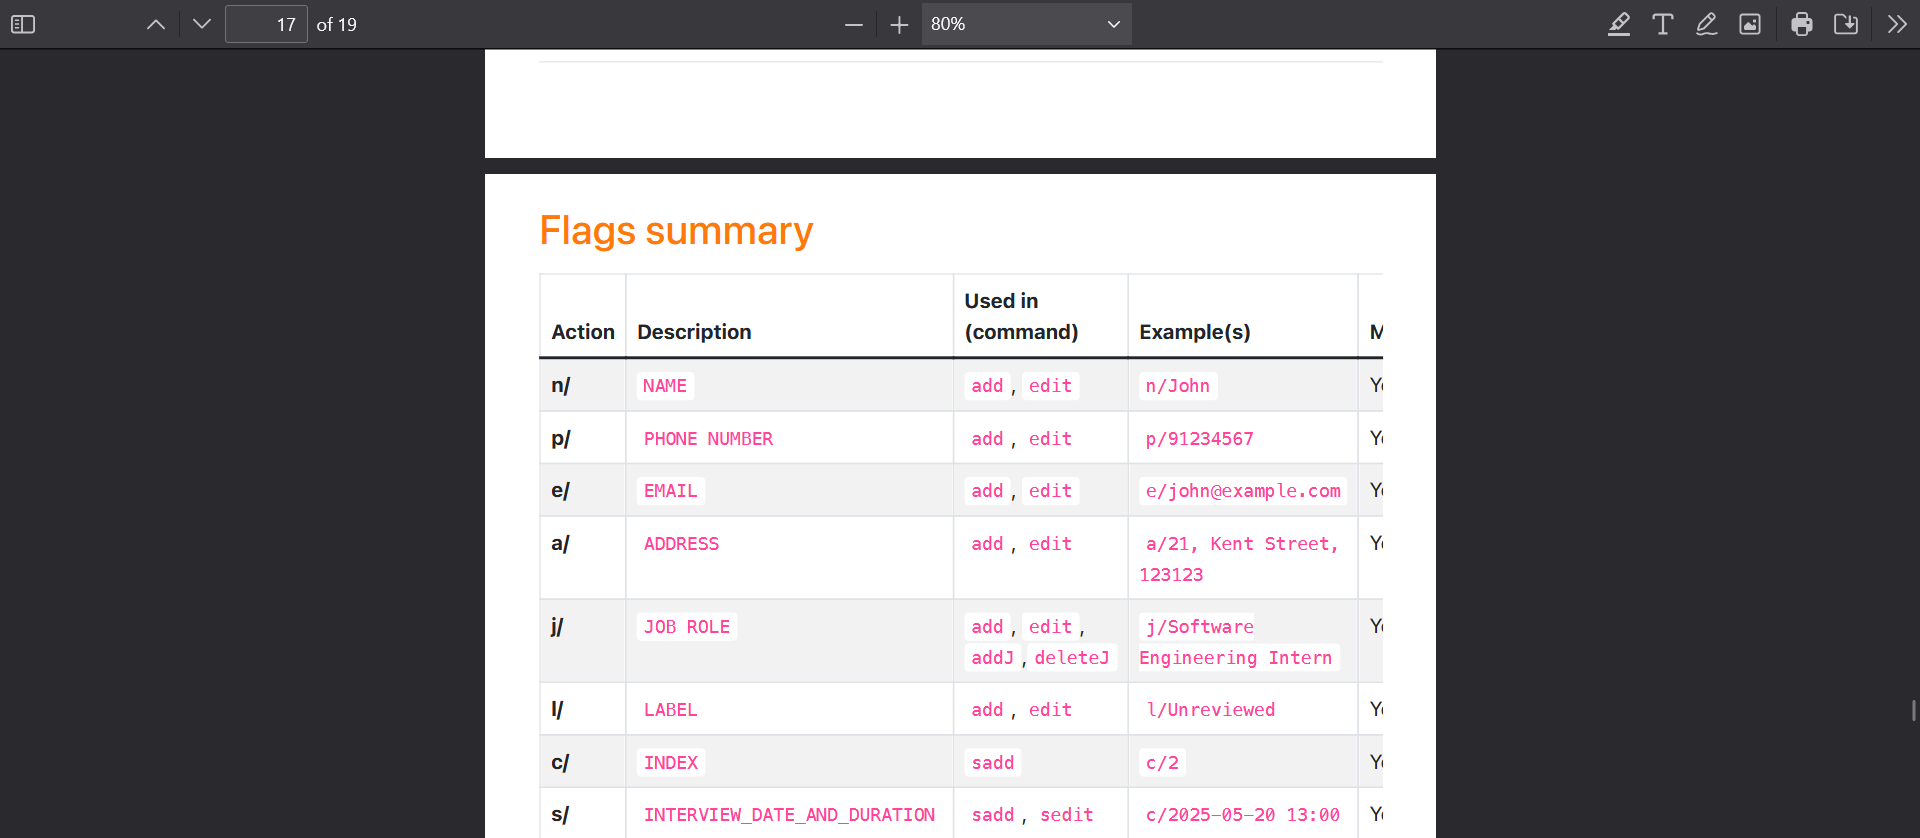 17 of 19
80%
Flags summary
Action Description Used in (command) Example(s)
n/ NAME add , edit n/John
p/ PHONE NUMBER add , edit p/91234567
e/ EMAIL add , edit e/john@example.com
a/ ADDRESS add , edit a/21, Kent Street,
123123
j/ JOB ROLE add , edit , j/Software
addJ , deleteJ Engineering Intern
l/ LABEL add , edit l/Unreviewed
c/ INDEX sadd c/2
s/ INTERVIEW_DATE_AND_DURATION sadd , sedit c/2025-05-20 13:00